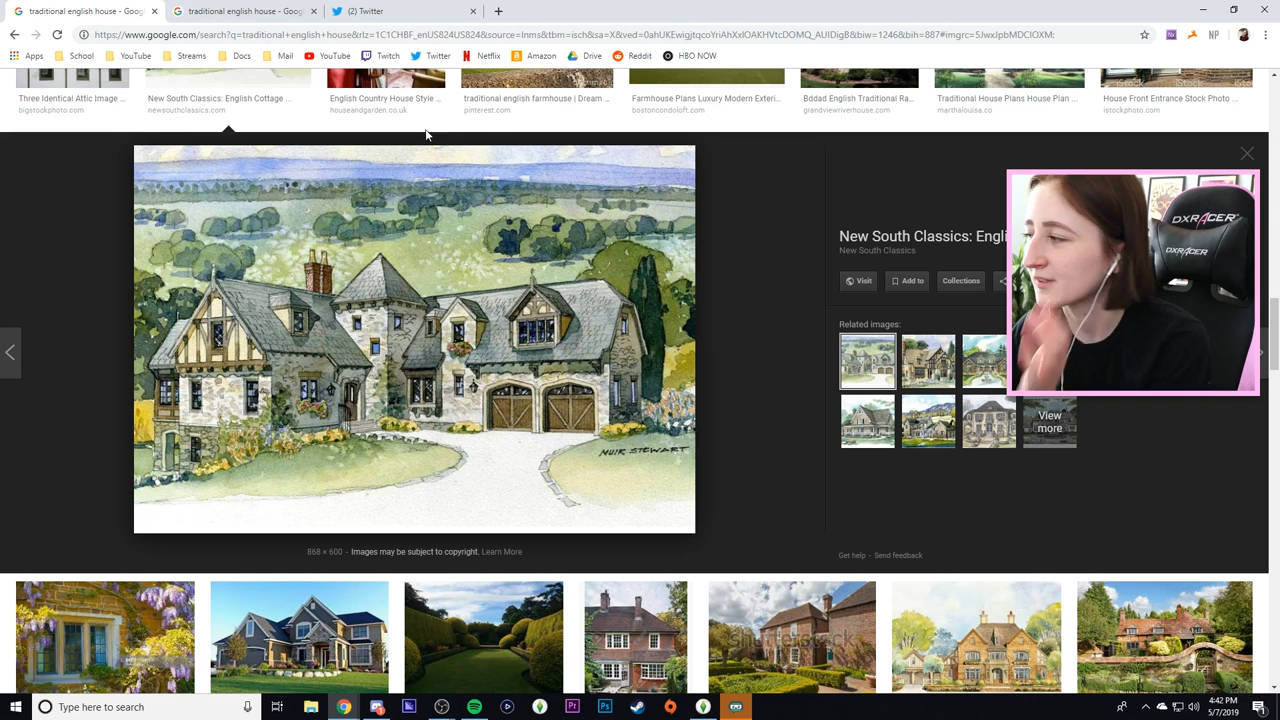 traditional english house - Goog
traditional english house - Goog
(2) Twitter
https://www.google.com/search?q=traditional+english+house&rlz=1C1CHBF_enUS824US824&source=lnms&tbm=isch&sa=X&ved=0ahUKEwigjtqcoYriAhXxIOAKHVtcDOMQ_AUIDigB&biw=1246&bih=887#imgrc=5JwxJpbMDCIOXM:
NP
Apps School YouTube Streams Docs Mail YouTube Twitch Netflix Amazon Drive Twitter Reddit HBO NOW
Three Identical Attic Image ... New South Classics: English Cottage ... English Country House Style ... traditional english farmhouse | Dream ... Farmhouse Plans Luxury Modern Exteri... Bddad English Traditional Ra... Traditional House Plans House Plan ... House Front Entrance Stock Photo ...
bigstockphoto.com newsouthclassics.com houseandgarden.co.uk pinterest.com bostoncondoloft.com grandviewriverhouse.com marthalouisa.co istockphoto.com
New South Classics: Engli
New South Classics
Visit Add to Collections
Related images:
View
more
MUIR STEWART
DXRACER
DXRACER
868 × 600 - Images may be subject to copyright. Learn More
Get help - Send feedback
shutterstock
Type here to search
4:42 PM
5/7/2019